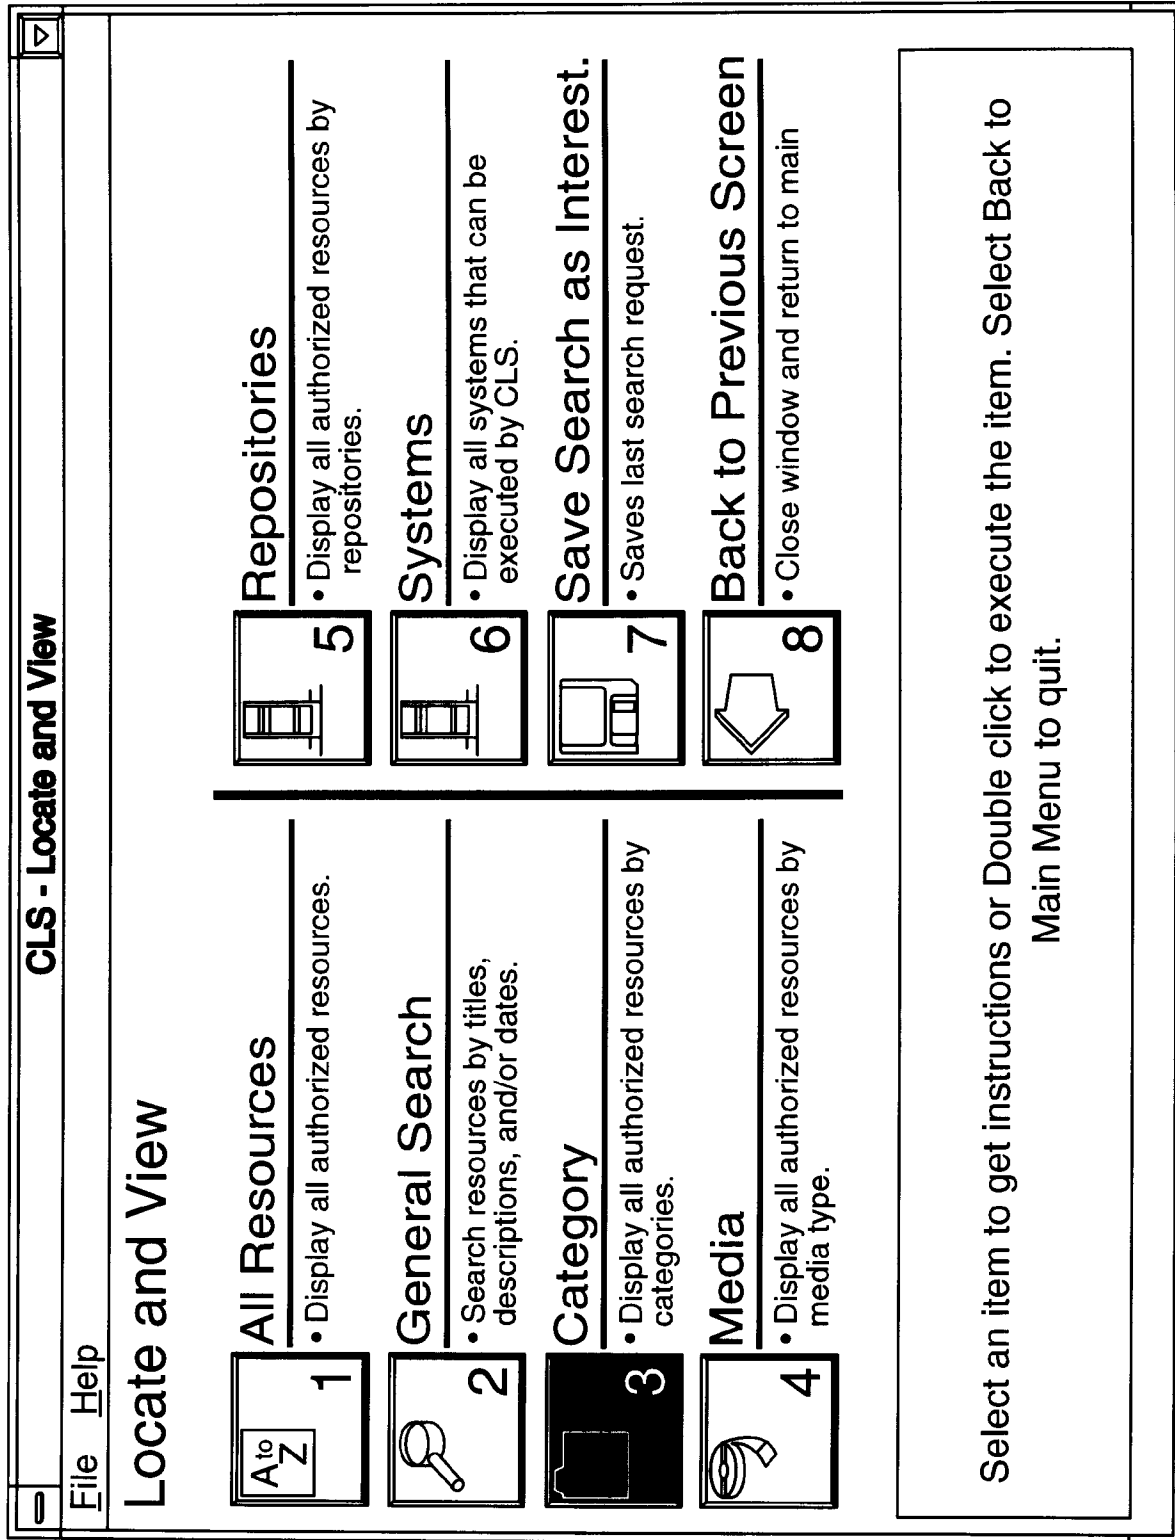 CLS - Locate and View
File Help
Locate and View
A to Z
1
All Resources
• Display all authorized resources.
2
General Search
• Search resources by titles,
descriptions, and/or dates.
3
Category
• Display all authorized resources by
categories.
4
Media
• Display all authorized resources by
media type.
5
Repositories
• Display all authorized resources by
repositories.
6
Systems
• Display all systems that can be
executed by CLS.
7
Save Search as Interest.
• Saves last search request.
8
Back to Previous Screen
• Close window and return to main
Select an item to get instructions or Double click to execute the item. Select Back to
Main Menu to quit.